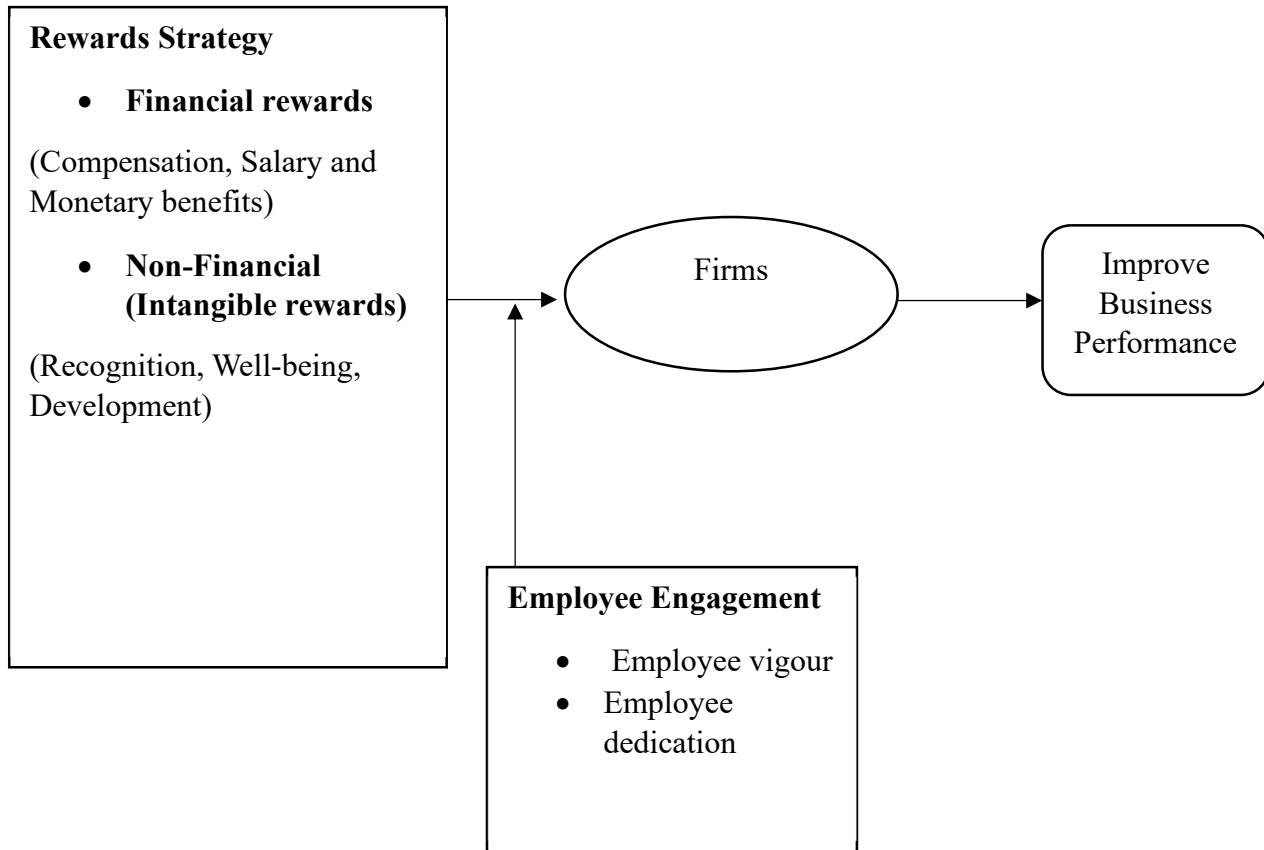 Rewards Strategy
• Financial rewards
(Compensation, Salary and
Monetary benefits)
• Non-Financial
(Intangible rewards)
(Recognition, Well-being,
Development)
Firms
Improve
Business
Performance
Employee Engagement
• Employee vigour
• Employee
dedication